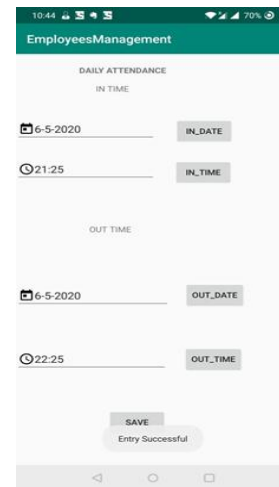 10:44 70%
EmployeesManagement
DAILY ATTENDANCE
IN TIME
6-5-2020 IN_DATE
21:25 IN_TIME
OUT TIME
6-5-2020 OUT_DATE
22:25 OUT_TIME
SAVE
Entry Successful